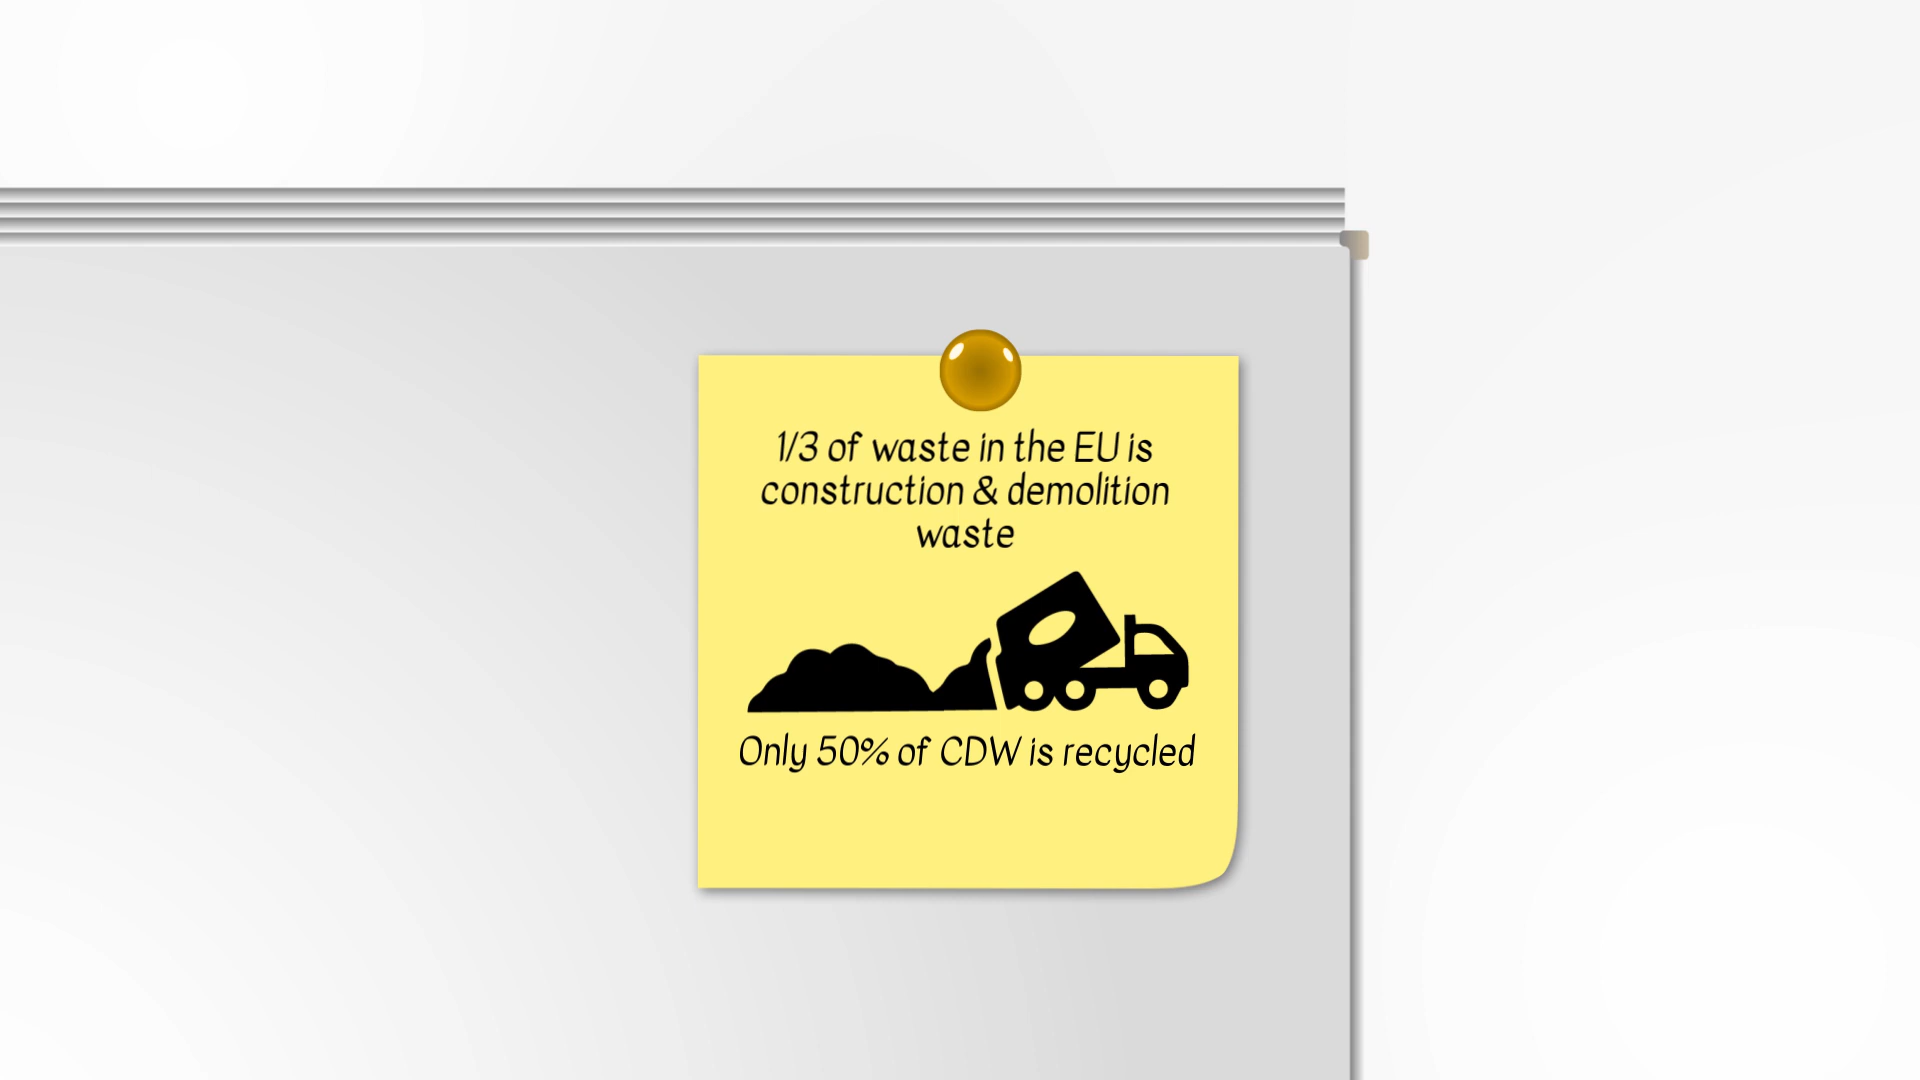 1/3 of waste in the EU is
construction & demolition
waste
Only 50% of CDW is recycled